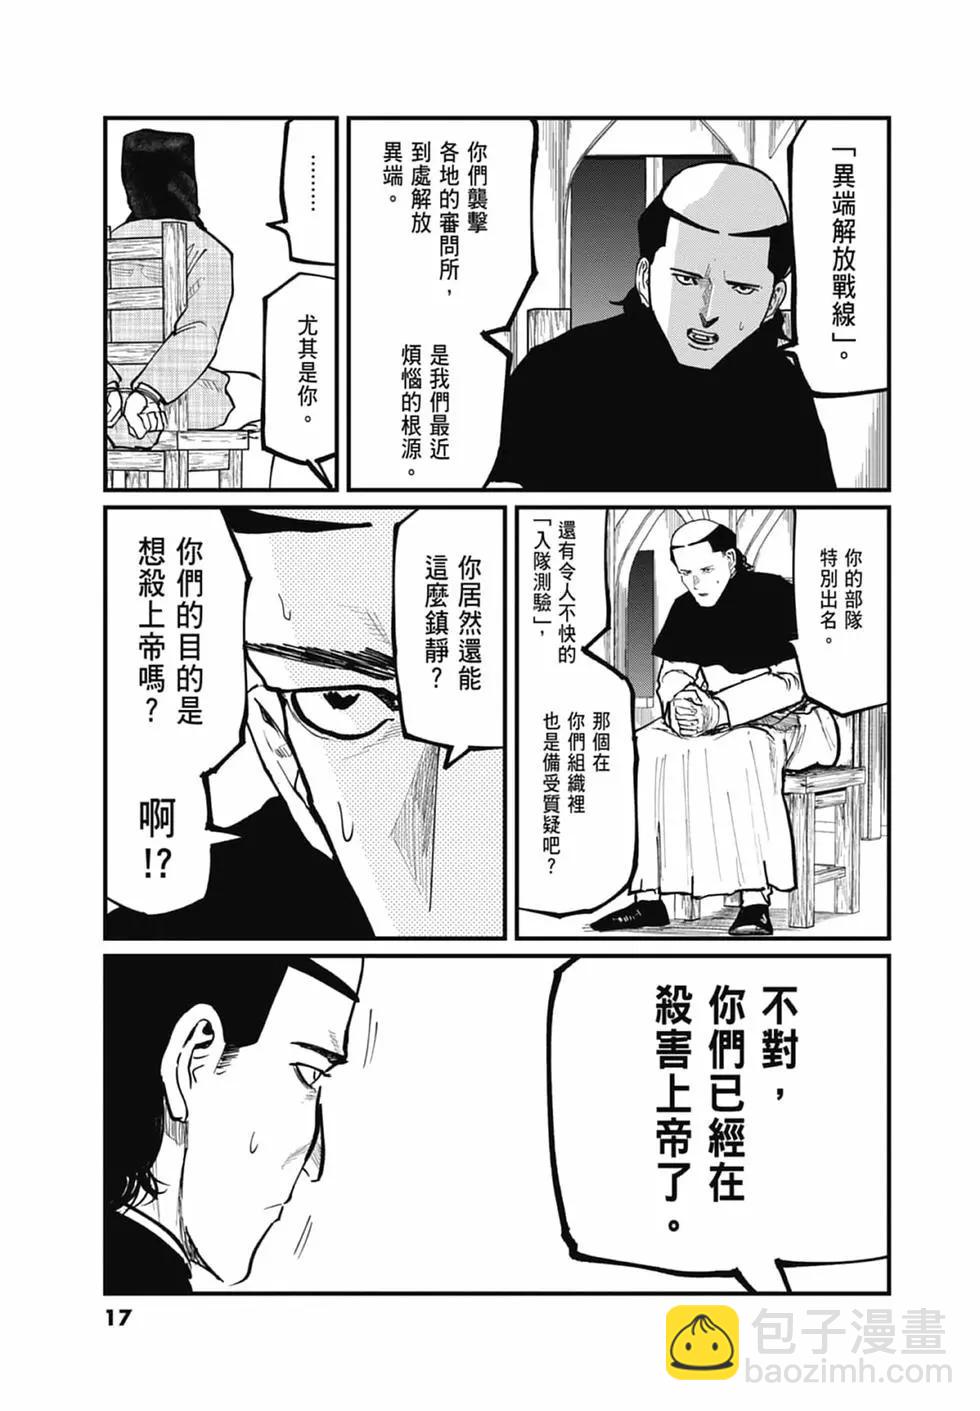 「異端解放戰線」。
你們襲擊
各地的審問所，
到處解放
異端。
是我們最近
煩惱的根源。
………
尤其是你。
你的部隊
特別出名。
還有令人不快的
「入隊測驗」，
那個在
你們組織裡
也是備受質疑吧？
你居然還能
這麼鎮靜？
你們的目的是
想殺上帝嗎？
啊
!?
不對，
你們已經在
殺害上帝了。
17
包子漫畫
baozimh.com